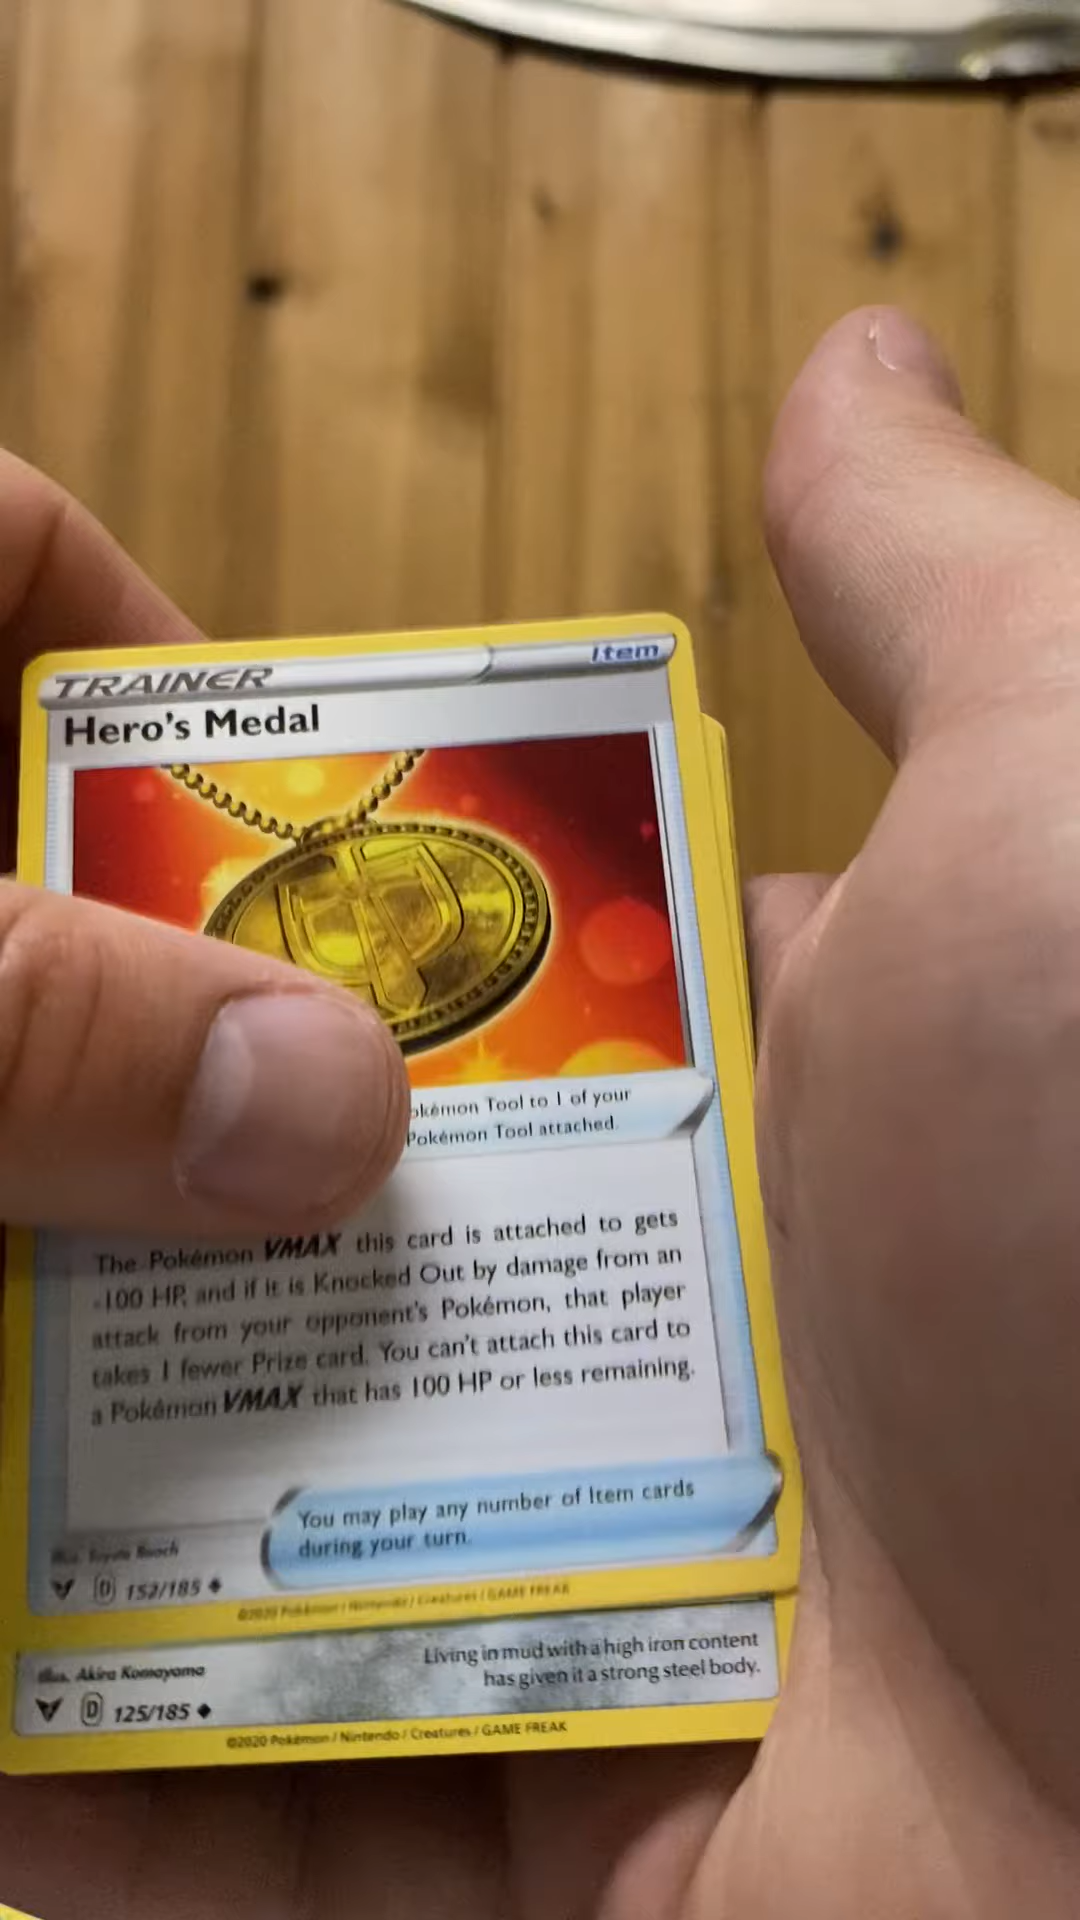 TRAINER
Item
Hero's Medal
okémon Tool to 1 of your
Pokémon Tool attached.
The Pokémon VMAX this card is attached to gets
-100 HP, and if it is Knocked Out by damage from an
attack from your opponent's Pokémon, that player
takes 1 fewer Prize card. You can't attach this card to
a Pokémon VMAX that has 100 HP or less remaining.
You may play any number of Item cards
during your turn.
Illus. Toyste Beach
D 152/185
©2020 Pokémon / Nintendo / Creatures / GAME FREAK
Living in mud with a high iron content
has given it a strong steel body.
Illus. Akira Komayama
D 125/185
©2020 Pokémon / Nintendo / Creatures / GAME FREAK